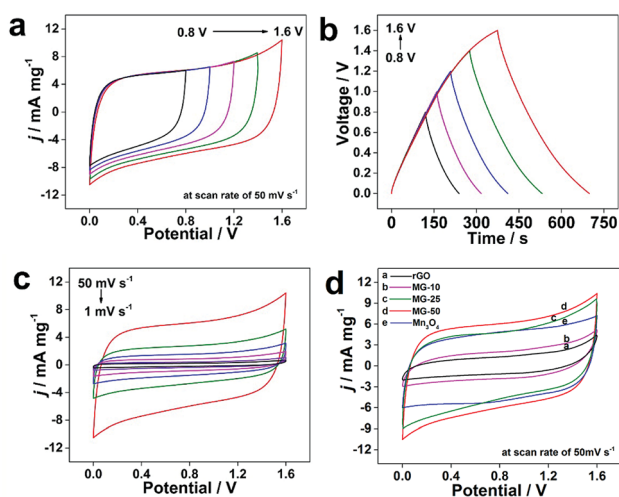 a
0.8 V 1.6 V
j / mA mg⁻¹
12
8
4
0
-4
-8
-12
at scan rate of 50 mV s⁻¹
0.0 0.4 0.8 1.2 1.6
Potential / V
b
1.6 V
0.8 V
Voltage / V
1.6
1.4
1.2
1.0
0.8
0.6
0.4
0.2
0.0
0 150 300 450 600 750
Time / s
c
50 mV s⁻¹
1 mV s⁻¹
j / mA mg⁻¹
12
8
4
0
-4
-8
-12
0.0 0.4 0.8 1.2 1.6
Potential / V
d
a rGO
b MG-10
c MG-25
d MG-50
e Mn₃O₄
d
c
e
b
a
j / mA mg⁻¹
12
9
6
3
0
-3
-6
-9
-12
at scan rate of 50mV s⁻¹
0.0 0.4 0.8 1.2 1.6
Potential / V